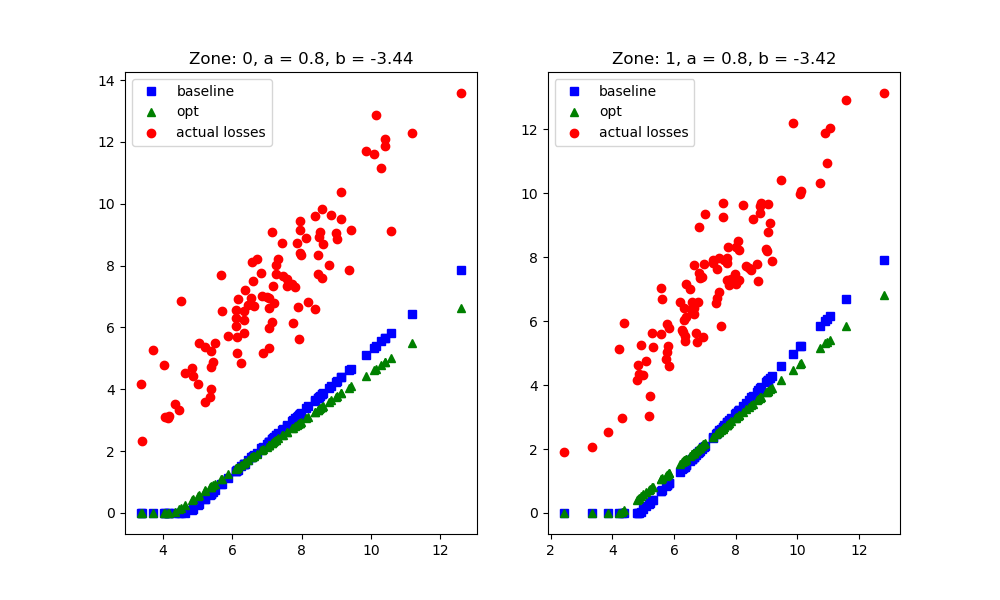 Zone: 0, a = 0.8, b = -3.44
baseline
opt
actual losses
14
12
10
8
6
4
2
0
4 6 8 10 12
Zone: 1, a = 0.8, b = -3.42
baseline
opt
actual losses
12
10
8
6
4
2
0
2 4 6 8 10 12